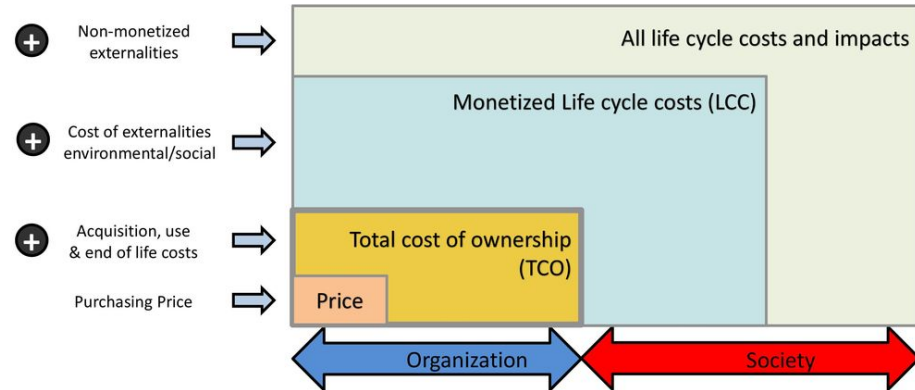 + Non-monetized
externalities
All life cycle costs and impacts
Monetized Life cycle costs (LCC)
+ Cost of externalities
environmental/social
+ Acquisition, use
& end of life costs
Total cost of ownership
(TCO)
Purchasing Price
Price
Organization
Society